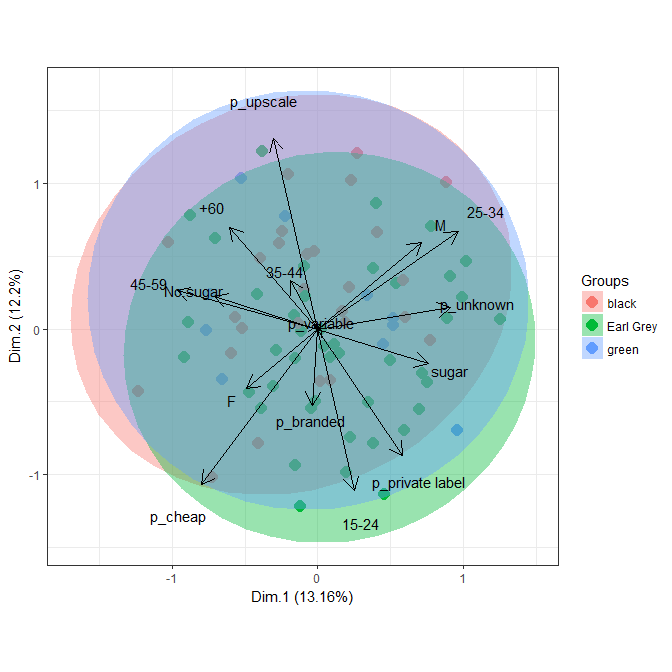 p_upscale
+60
M
25-34
35-44
45-59
No.sugar
p_unknown
p_variable
sugar
F
p_branded
p_private label
p_cheap
15-24
1
0
-1
-1
0
1
Dim.1 (13.16%)
Dim.2 (12.2%)
Groups
black
Earl Grey
green